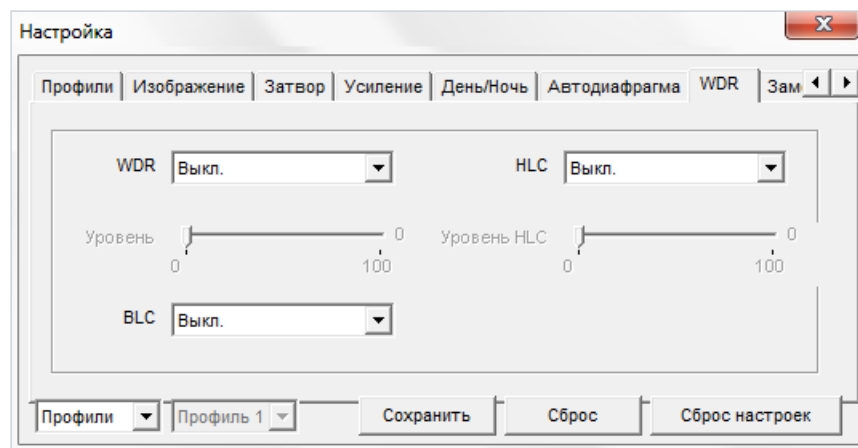 Настройка
Профили Изображение Затвор Усиление День/Ночь Автодиафрагма WDR Зам
WDR Выкл. HLC Выкл.
Уровень 0 Уровень HLC 0
0 100 0 100
BLC Выкл.
Профили Профиль 1 Сохранить Сброс Сброс настроек